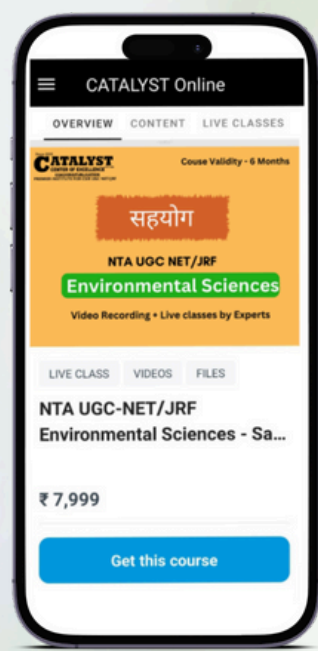 CATALYST Online
OVERVIEW CONTENT LIVE CLASSES
CATALYST
Couse Validity - 6 Months
सहयोग
NTA UGC NET/JRF
Environmental Sciences
Video Recording + Live classes by Experts
LIVE CLASS VIDEOS FILES
NTA UGC-NET/JRF
Environmental Sciences - Sa...
₹ 7,999
Get this course